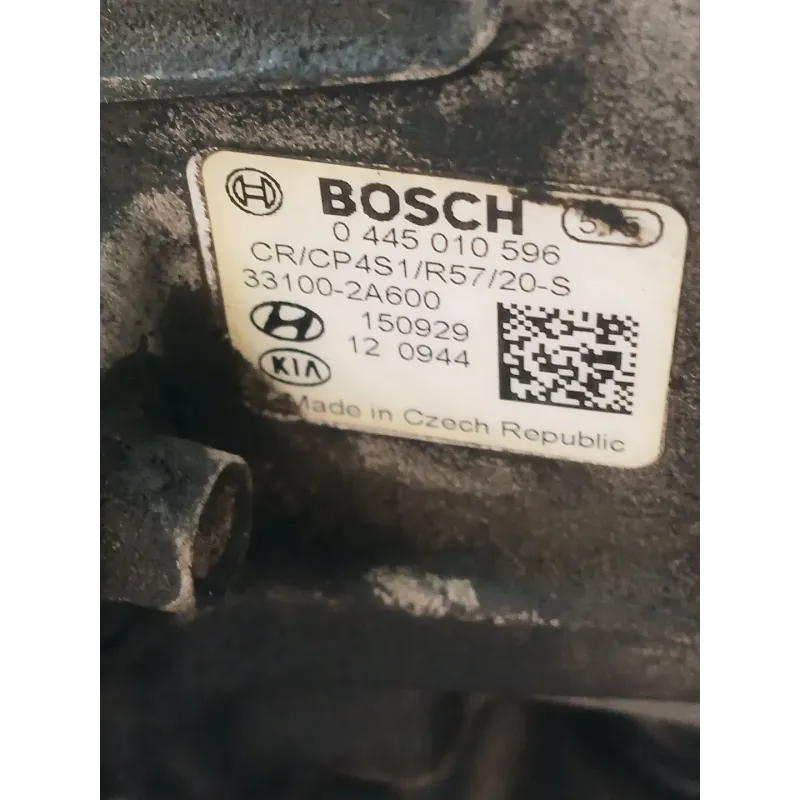 BOSCH
0 445 010 596
CR/CP4S1/R57/20-S
33100-2A600
150929
12 0944
KIA
Made in Czech Republic